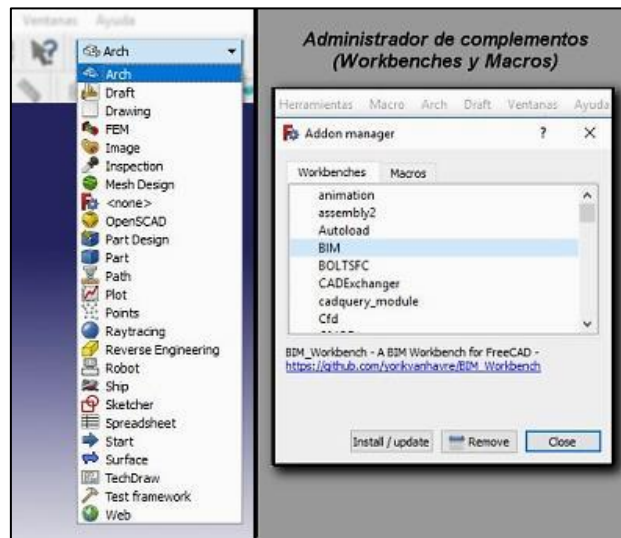 Ventanas Ayuda
Arch
Arch
Draft
Drawing
FEM
Image
Inspection
Mesh Design
<none>
OpenSCAD
Part Design
Part
Path
Plot
Points
Raytracing
Reverse Engineering
Robot
Ship
Sketcher
Spreadsheet
Start
Surface
TechDraw
Test framework
Web
Administrador de complementos
(Workbenches y Macros)
Herramientas Macro Arch Draft Ventanas Ayuda
Addon manager ? X
Workbenches Macros
animation
assembly2
Autoload
BIM
BOLTSFC
CADExchanger
cadquery_module
Cfd
BIM_Workbench - A BIM Workbench for FreeCAD -
https://github.com/yorikvanhavre/BIM_Workbench
Install / update Remove Close